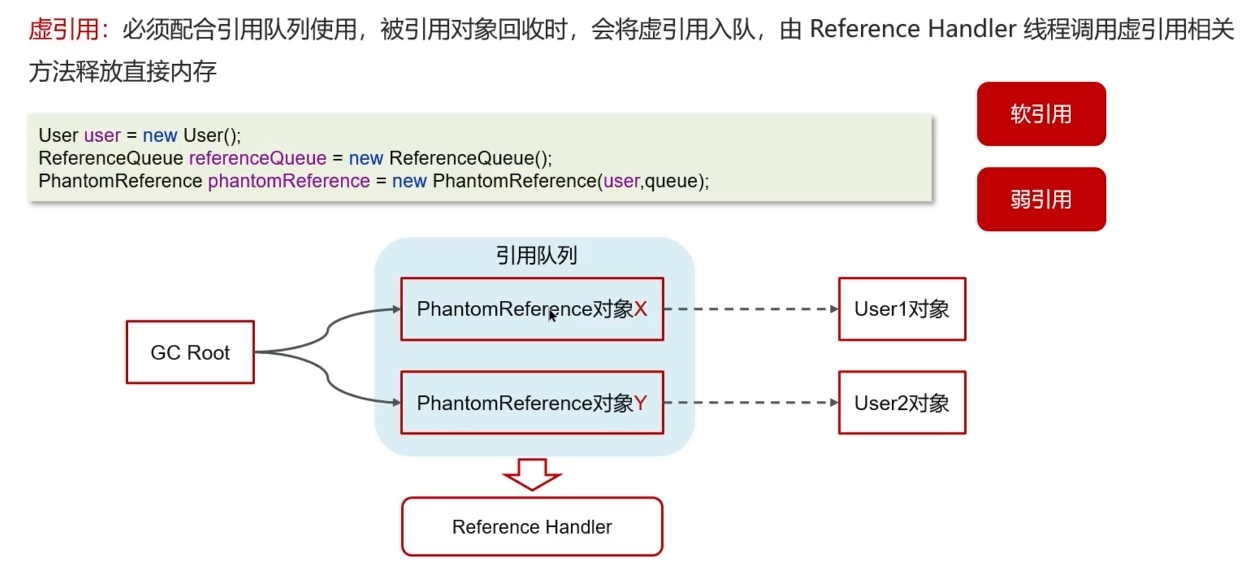 虚引用：必须配合引用队列使用，被引用对象回收时，会将虚引用入队，由 Reference Handler 线程调用虚引用相关
方法释放直接内存
软引用
User user = new User();
ReferenceQueue referenceQueue = new ReferenceQueue();
PhantomReference phantomReference = new PhantomReference(user,queue);
弱引用
引用队列
PhantomReference对象X
User1对象
GC Root
PhantomReference对象Y
User2对象
Reference Handler